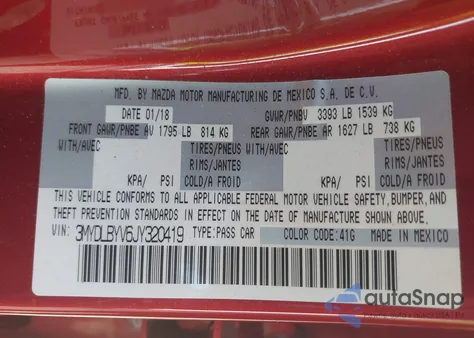 MFD. BY MAZDA MOTOR MANUFACTURING DE MEXICO S.A. DE C.V.
DATE 01/18 GVWR/PNBV 3393 LB 1539 KG
FRONT GAWR/PNBE AV 1795 LB 814 KG REAR GAWR/PNBE AR 1627 LB 738 KG
WITH/AVEC TIRES/PNEUS WITH/AVEC TIRES/PNEUS
RIMS/JANTES RIMS/JANTES
KPA/ PSI COLD/A FROID KPA/ PSI COLD/A FROID
THIS VEHICLE CONFORMS TO ALL APPLICABLE FEDERAL MOTOR VEHICLE SAFETY, BUMPER, AND
THEFT PREVENTION STANDARDS IN EFFECT ON THE DATE OF MANUFACTURE SHOWN ABOVE.
VIN: 3MYDLBYV6JY320419 TYPE:PASS CAR COLOR CODE:41G MADE IN MEXICO
autoSnap